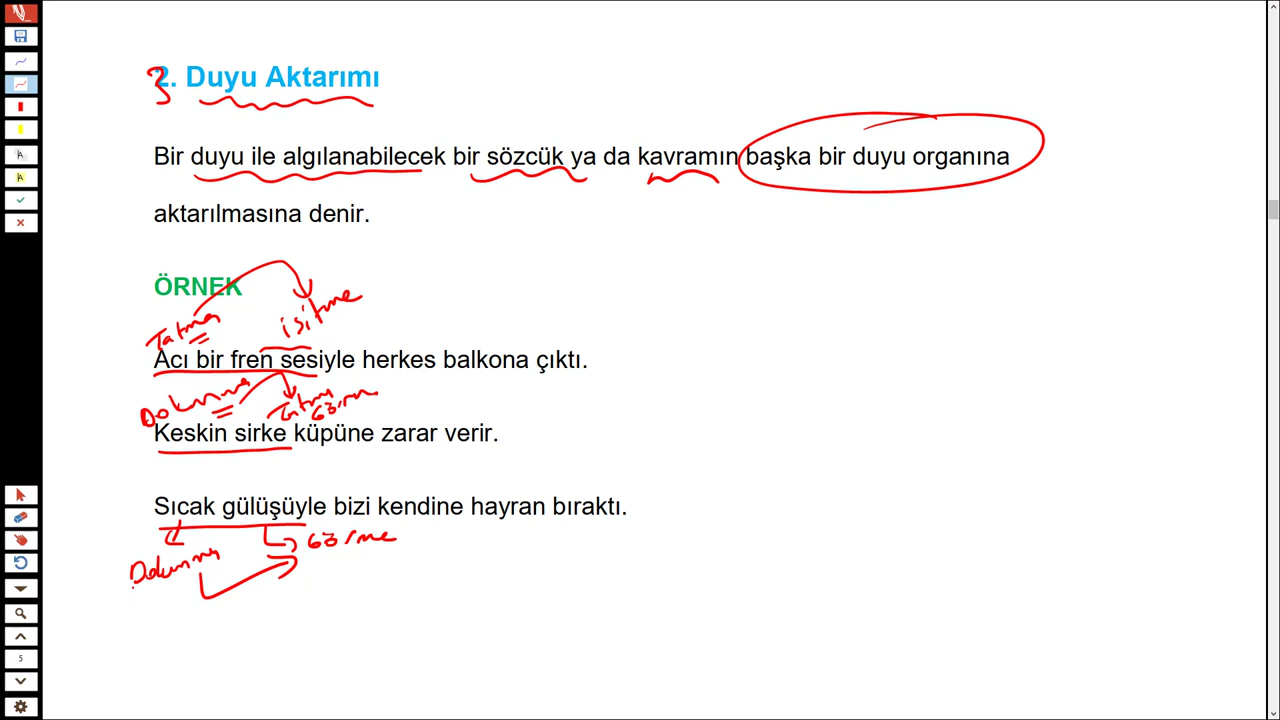 3
2. Duyu Aktarımı
Bir duyu ile algılanabilecek bir sözcük ya da kavramın başka bir duyu organına
aktarılmasına denir.
ÖRNEK
Tatma işitme
Acı bir fren sesiyle herkes balkona çıktı.
Dokunma Tatma
Görme
Keskin sirke küpüne zarar verir.
Sıcak gülüşüyle bizi kendine hayran bıraktı.
Görme
Dokunma
5